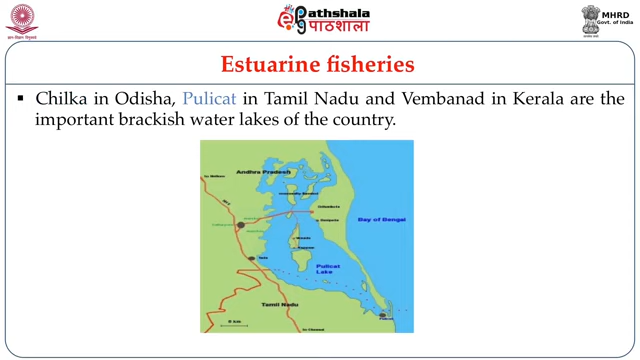 ePathshala
पाठशाला
MHRD
Govt. of India
Estuarine fisheries
▪ Chilka in Odisha, Pulicat in Tamil Nadu and Vembanad in Kerala are the
important brackish water lakes of the country.
Andhra Pradesh
Bay of Bengal
Pulicat
Lake
Tamil Nadu